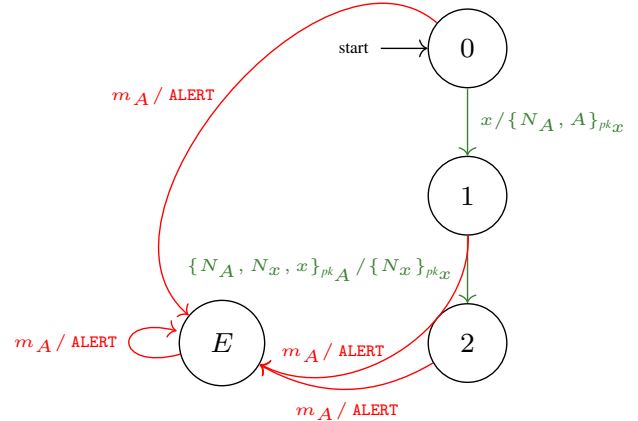 start
0
m_A / ALERT
x/{N_A, A}_{pk_x}
1
{N_A, N_x, x}_{pk_A}/{N_x}_{pk_x}
m_A / ALERT
E
m_A / ALERT
2
m_A / ALERT